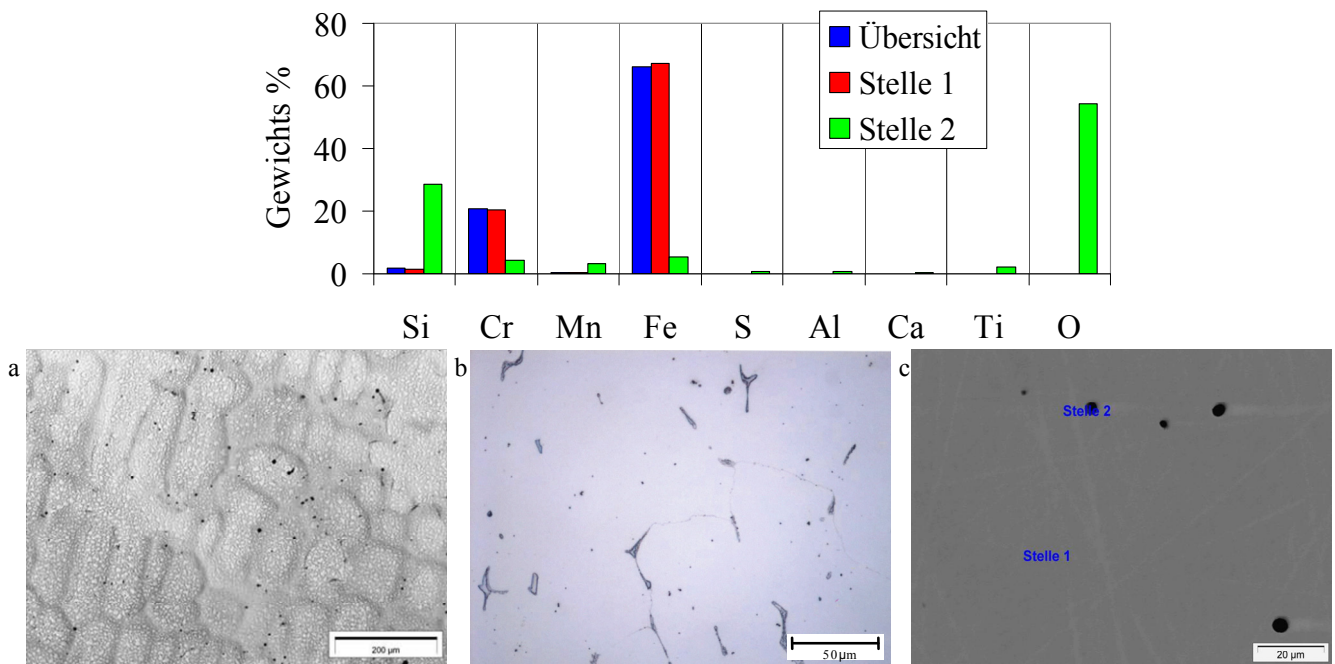 80
60
40
20
0
Gewichts %
Übersicht
Stelle 1
Stelle 2
Si Cr Mn Fe S Al Ca Ti O
a
200 µm
b
50µm
c
Stelle 2
Stelle 1
20 µm